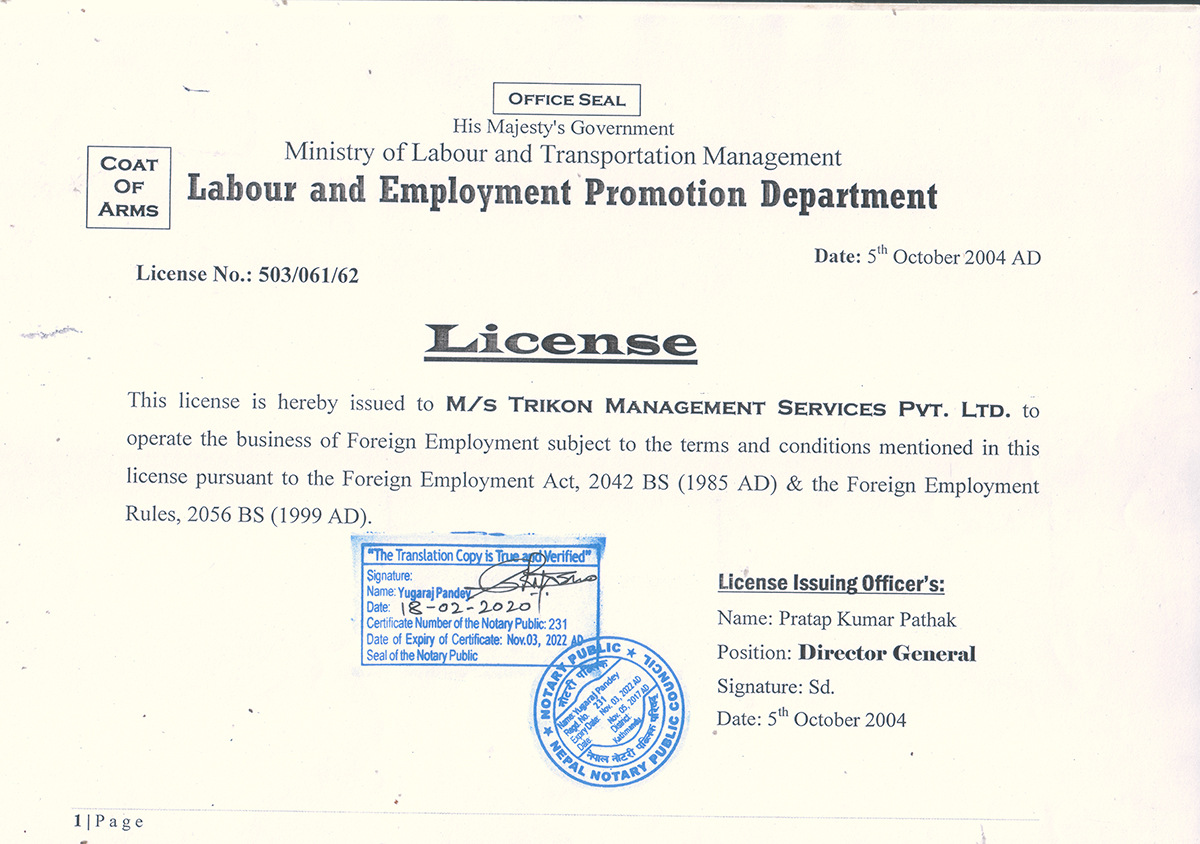 OFFICE SEAL
His Majesty's Government
Ministry of Labour and Transportation Management
COAT
OF
ARMS
Labour and Employment Promotion Department
Date: 5th October 2004 AD
License No.: 503/061/62
License
This license is hereby issued to M/S TRIKON MANAGEMENT SERVICES PVT. LTD. to
operate the business of Foreign Employment subject to the terms and conditions mentioned in this
license pursuant to the Foreign Employment Act, 2042 BS (1985 AD) & the Foreign Employment
Rules, 2056 BS (1999 AD).
"The Translation Copy is True and Verified"
Signature:
Name: Yugaraj Pandey
Date: 18-02-2020
Certificate Number of the Notary Public: 231
Date of Expiry of Certificate: Nov.03, 2022 AD
Seal of the Notary Public
★ NOTARY PUBLIC ★
NEPAL NOTARY PUBLIC COUNCIL
नोटरी पब्लिक
Name: Yugaraj Pandey
Regd No. 231
Expiry Date: Nov. 03, 2022 AD
Date: Nov. 05, 2017 AD
District: Kathmandu
नेपाल नोटरी पब्लिक परिषद्
License Issuing Officer's:
Name: Pratap Kumar Pathak
Position: Director General
Signature: Sd.
Date: 5th October 2004
1 | Page